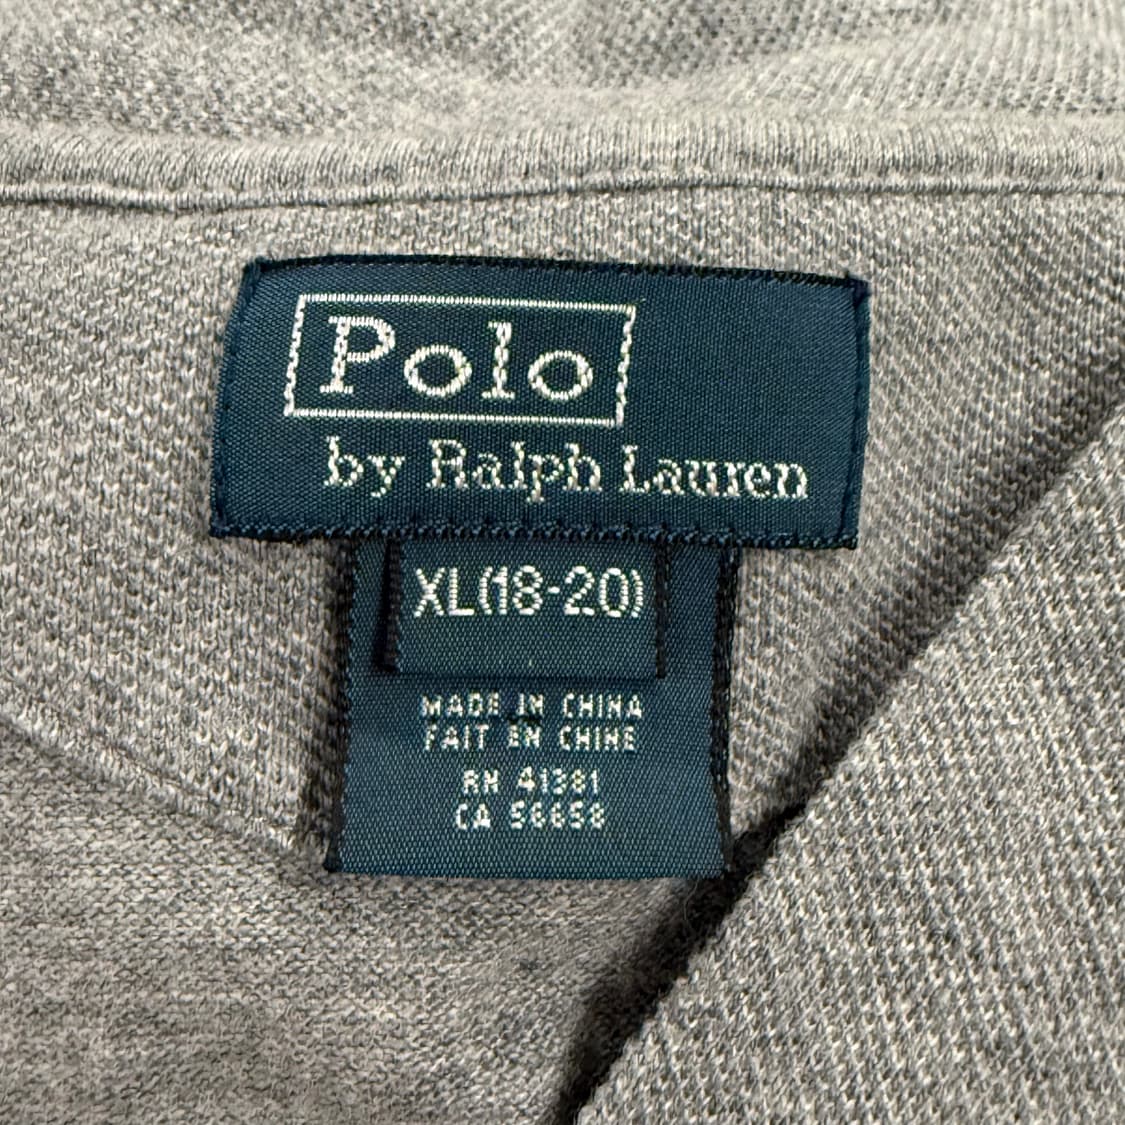 Polo
by Ralph Lauren
XL(18-20)
MADE IN CHINA
FAIT EN CHINE
RN 41381
CA 56658